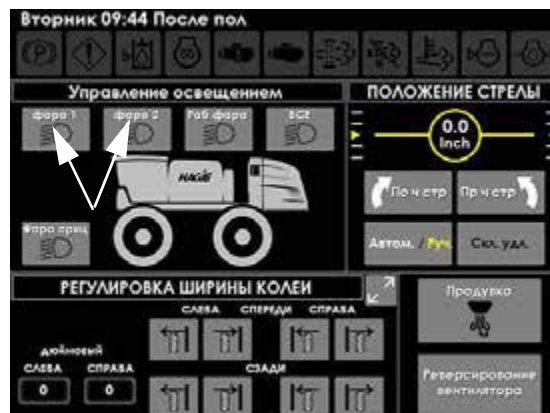 Вторник 09:44 После пол
Управление освещением
фара 1
фара 2
Раб фара
ВСЕ
HAGIE
Фара приц
ПОЛОЖЕНИЕ СТРЕЛЫ
0.0
Inch
По ч стр
Пр ч стр
Автом. / Руч.
Скл. удл.
РЕГУЛИРОВКА ШИРИНЫ КОЛЕИ
СЛЕВА СПЕРЕДИ СПРАВА
дюймовый
СЛЕВА СПРАВА
0 0
СЗАДИ
Продувка
Реверсирование
вентилятора